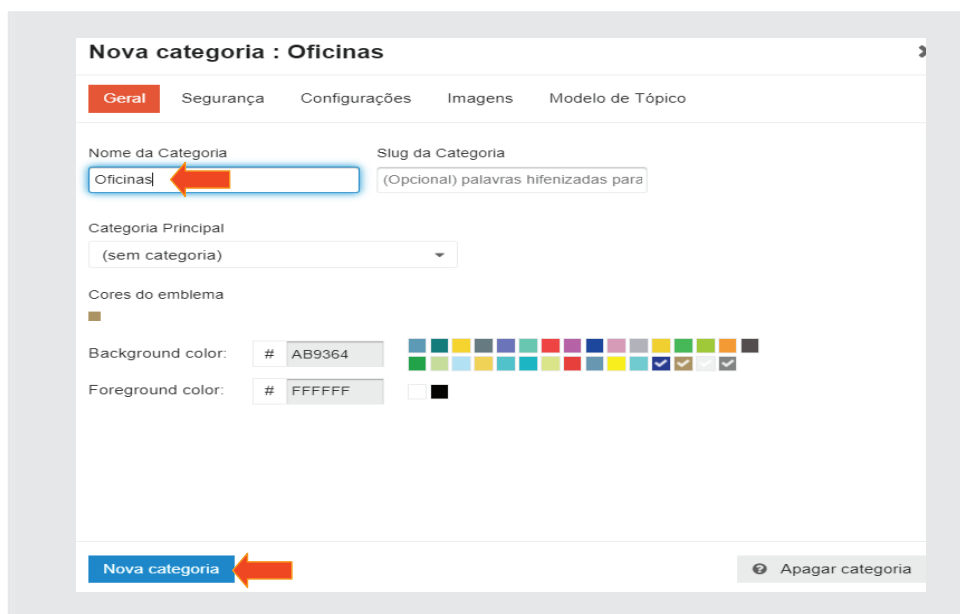 Nova categoria : Oficinas
Geral Segurança Configurações Imagens Modelo de Tópico
Nome da Categoria Slug da Categoria
Oficinas (Opcional) palavras hifenizadas para
Categoria Principal
(sem categoria)
Cores do emblema
Background color: # AB9364
Foreground color: # FFFFFF
Nova categoria Apagar categoria